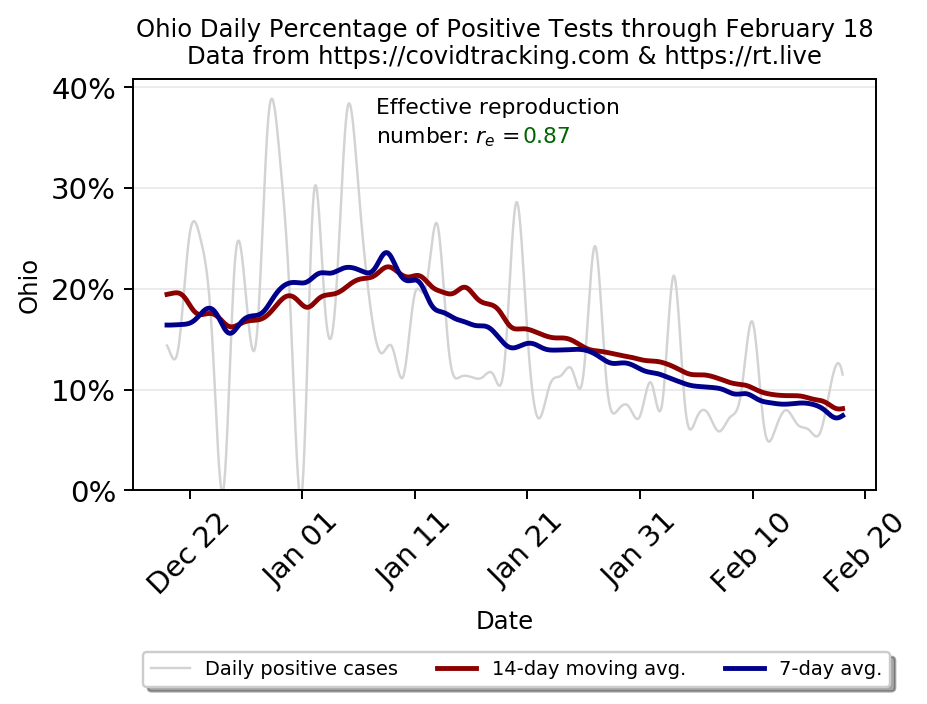 Ohio Daily Percentage of Positive Tests through February 18
Data from https://covidtracking.com & https://rt.live
40%
Effective reproduction
number: rₑ = 0.87
30%
20%
10%
0%
Ohio
Dec 22
Jan 01
Jan 11
Jan 21
Jan 31
Feb 10
Feb 20
Date
Daily positive cases
14-day moving avg.
7-day avg.